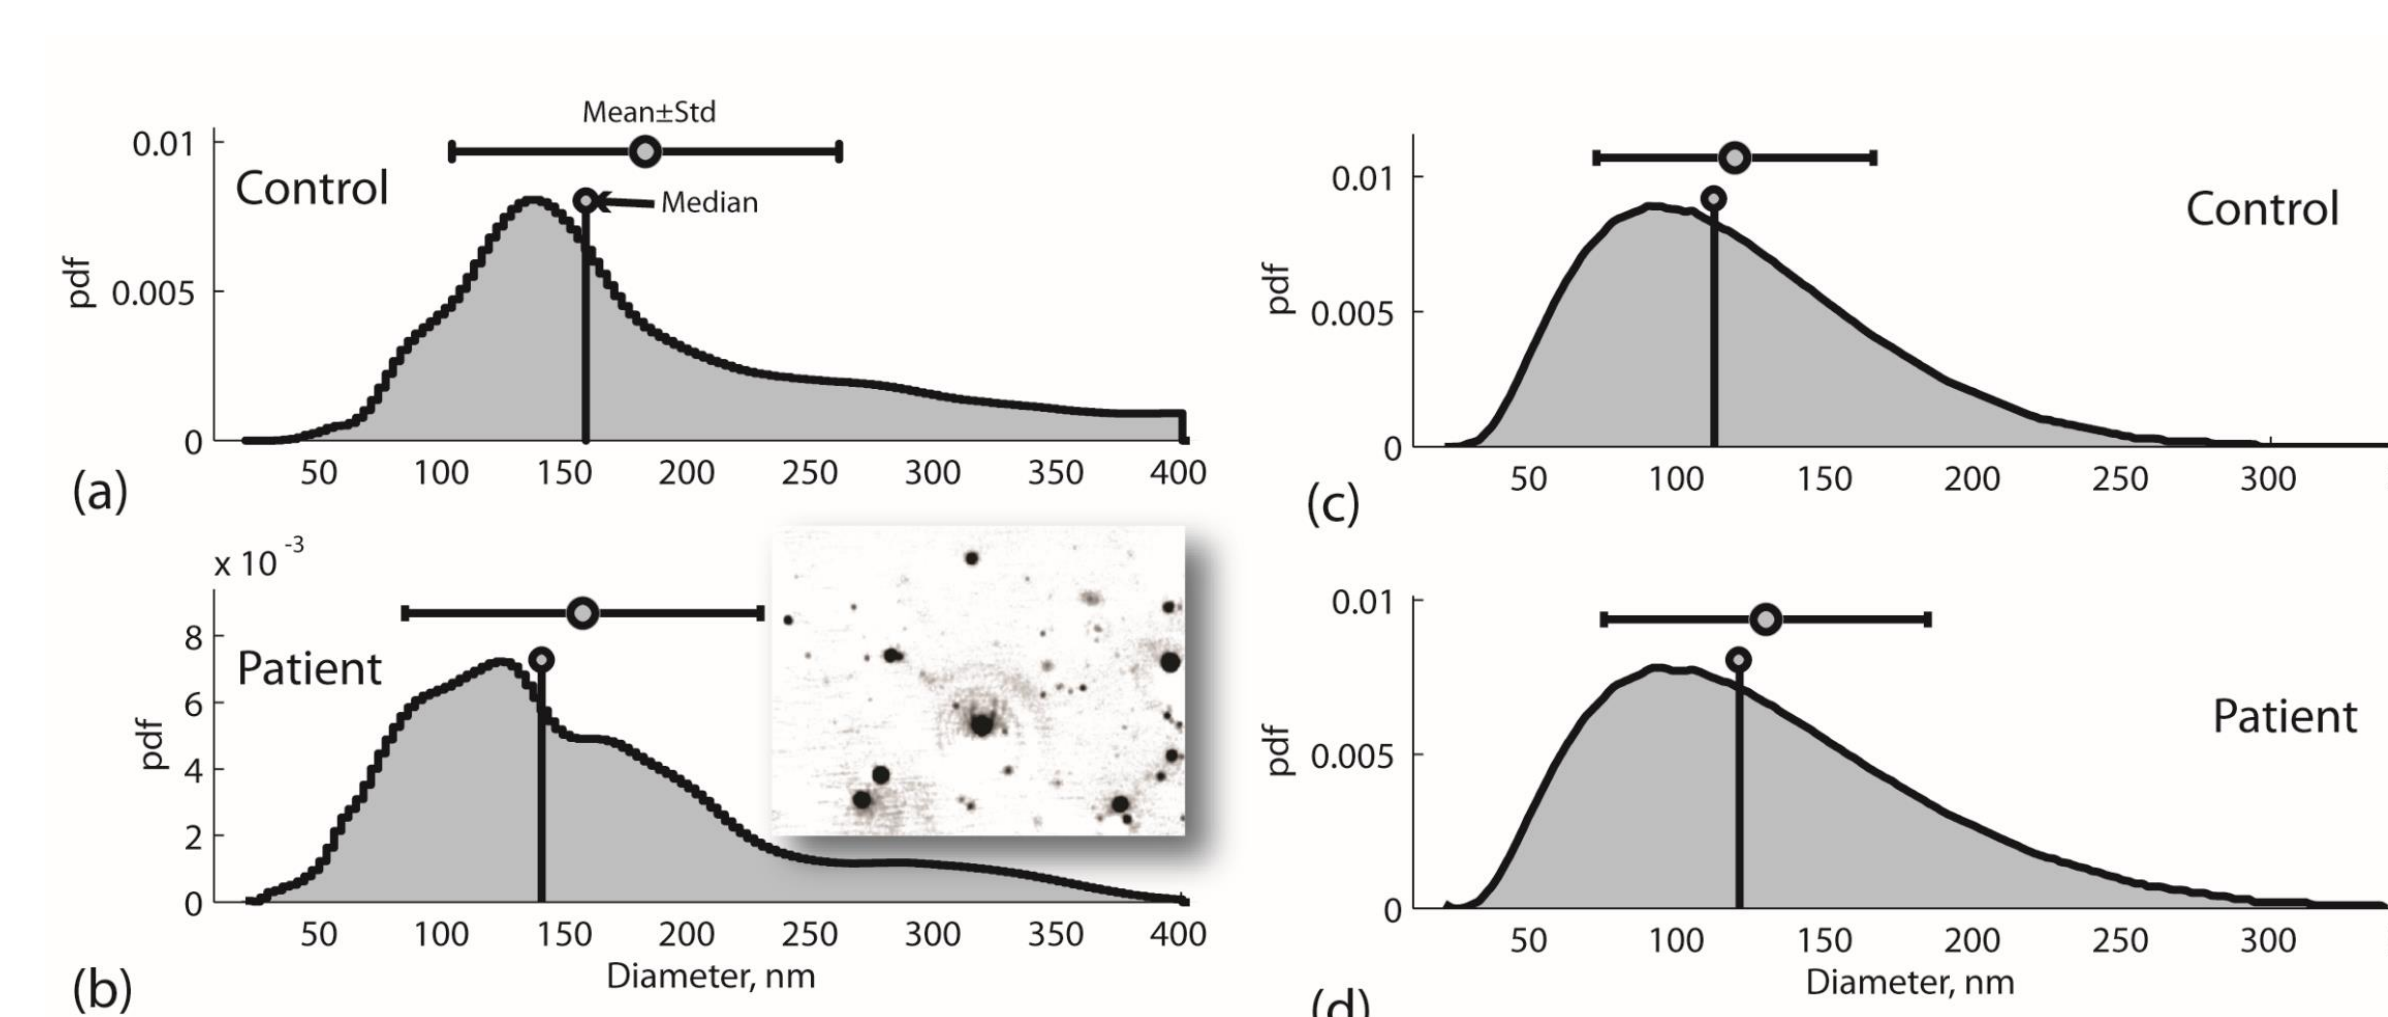 Mean±Std
0.01
Control
Median
pdf
0.005
0
50 100 150 200 250 300 350 400
(a)
x 10 -3
8
Patient
6
pdf
4
2
0
50 100 150 200 250 300 350 400
Diameter, nm
(b)
0.01
Control
pdf
0.005
0
50 100 150 200 250 300
(c)
0.01
Patient
pdf
0.005
0
50 100 150 200 250 300
Diameter, nm
(d)